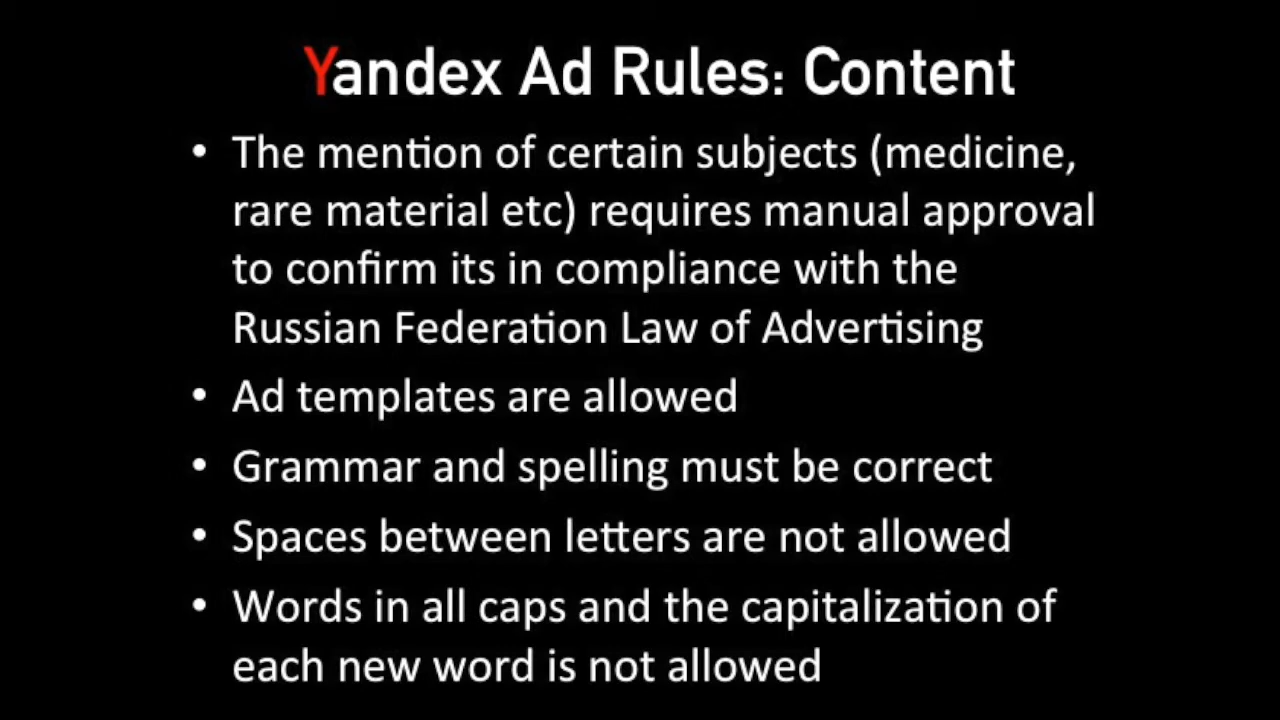 Yandex Ad Rules: Content
• The mention of certain subjects (medicine,
rare material etc) requires manual approval
to confirm its in compliance with the
Russian Federation Law of Advertising
• Ad templates are allowed
• Grammar and spelling must be correct
• Spaces between letters are not allowed
• Words in all caps and the capitalization of
each new word is not allowed